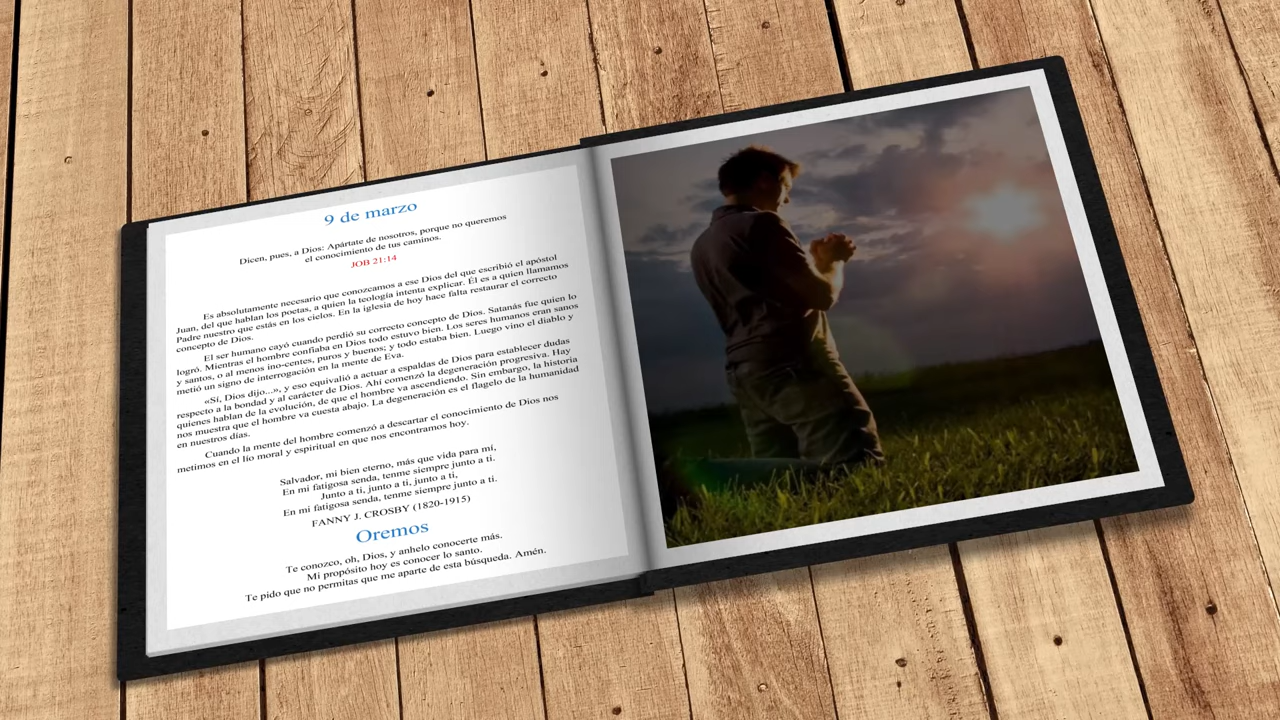 9 de marzo
Dicen, pues, a Dios: Apártate de nosotros, porque no queremos
el conocimiento de tus caminos.
JOB 21:14
Es absolutamente necesario que conozcamos a ese Dios del que escribió el apóstol
Juan, del que hablan los poetas, a quien la teología intenta explicar. Él es a quien llamamos
Padre nuestro que estás en los cielos. En la iglesia de hoy hace falta restaurar el correcto
concepto de Dios.
El ser humano cayó cuando perdió su correcto concepto de Dios. Satanás fue quien lo
logró. Mientras el hombre confiaba en Dios todo estuvo bien. Los seres humanos eran sanos
y santos, o al menos ino-centes, puros y buenos; y todo estaba bien. Luego vino el diablo y
metió un signo de interrogación en la mente de Eva.
«Sí, Dios dijo...», y eso equivalió a actuar a espaldas de Dios para establecer dudas
respecto a la bondad y al carácter de Dios. Ahí comenzó la degeneración progresiva. Hay
quienes hablan de la evolución, de que el hombre va ascendiendo. Sin embargo, la historia
nos muestra que el hombre va cuesta abajo. La degeneración es el flagelo de la humanidad
en nuestros días.
Cuando la mente del hombre comenzó a descartar el conocimiento de Dios nos
metimos en el lío moral y espiritual en que nos encontramos hoy.
Salvador, mi bien eterno, más que vida para mí,
En mi fatigosa senda, tenme siempre junto a ti.
Junto a ti, junto a ti, junto a ti,
En mi fatigosa senda, tenme siempre junto a ti.
FANNY J. CROSBY (1820-1915)
Oremos
Te conozco, oh, Dios, y anhelo conocerte más.
Mi propósito hoy es conocer lo santo.
Te pido que no permitas que me aparte de esta búsqueda. Amén.